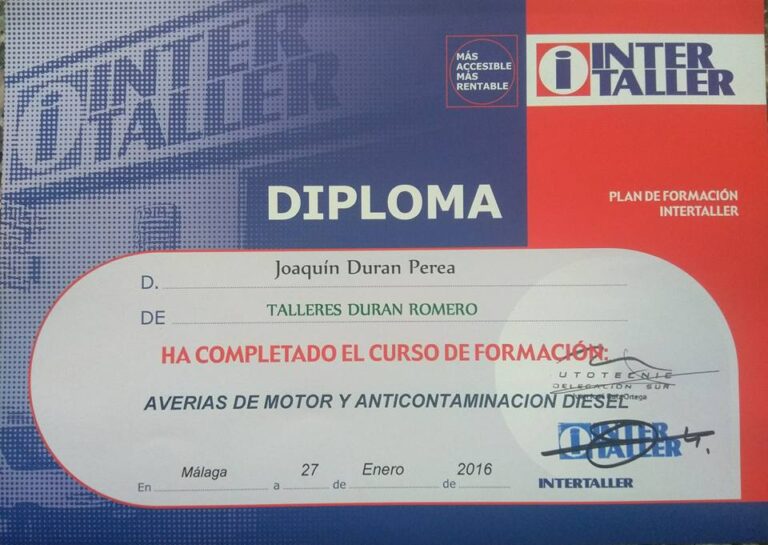 INTER
TALLER
MÁS
ACCESIBLE
MÁS
RENTABLE
i INTER
TALLER
DIPLOMA
PLAN DE FORMACIÓN
INTERTALLER
D. Joaquín Duran Perea
DE TALLERES DURAN ROMERO
HA COMPLETADO EL CURSO DE FORMACIÓN:
UTOTECNIC
DELEGACION SUR
Ortega
AVERIAS DE MOTOR Y ANTICONTAMINACION DIESEL
i INTER
TALLER
En Málaga a 27 de Enero de 2016
INTERTALLER